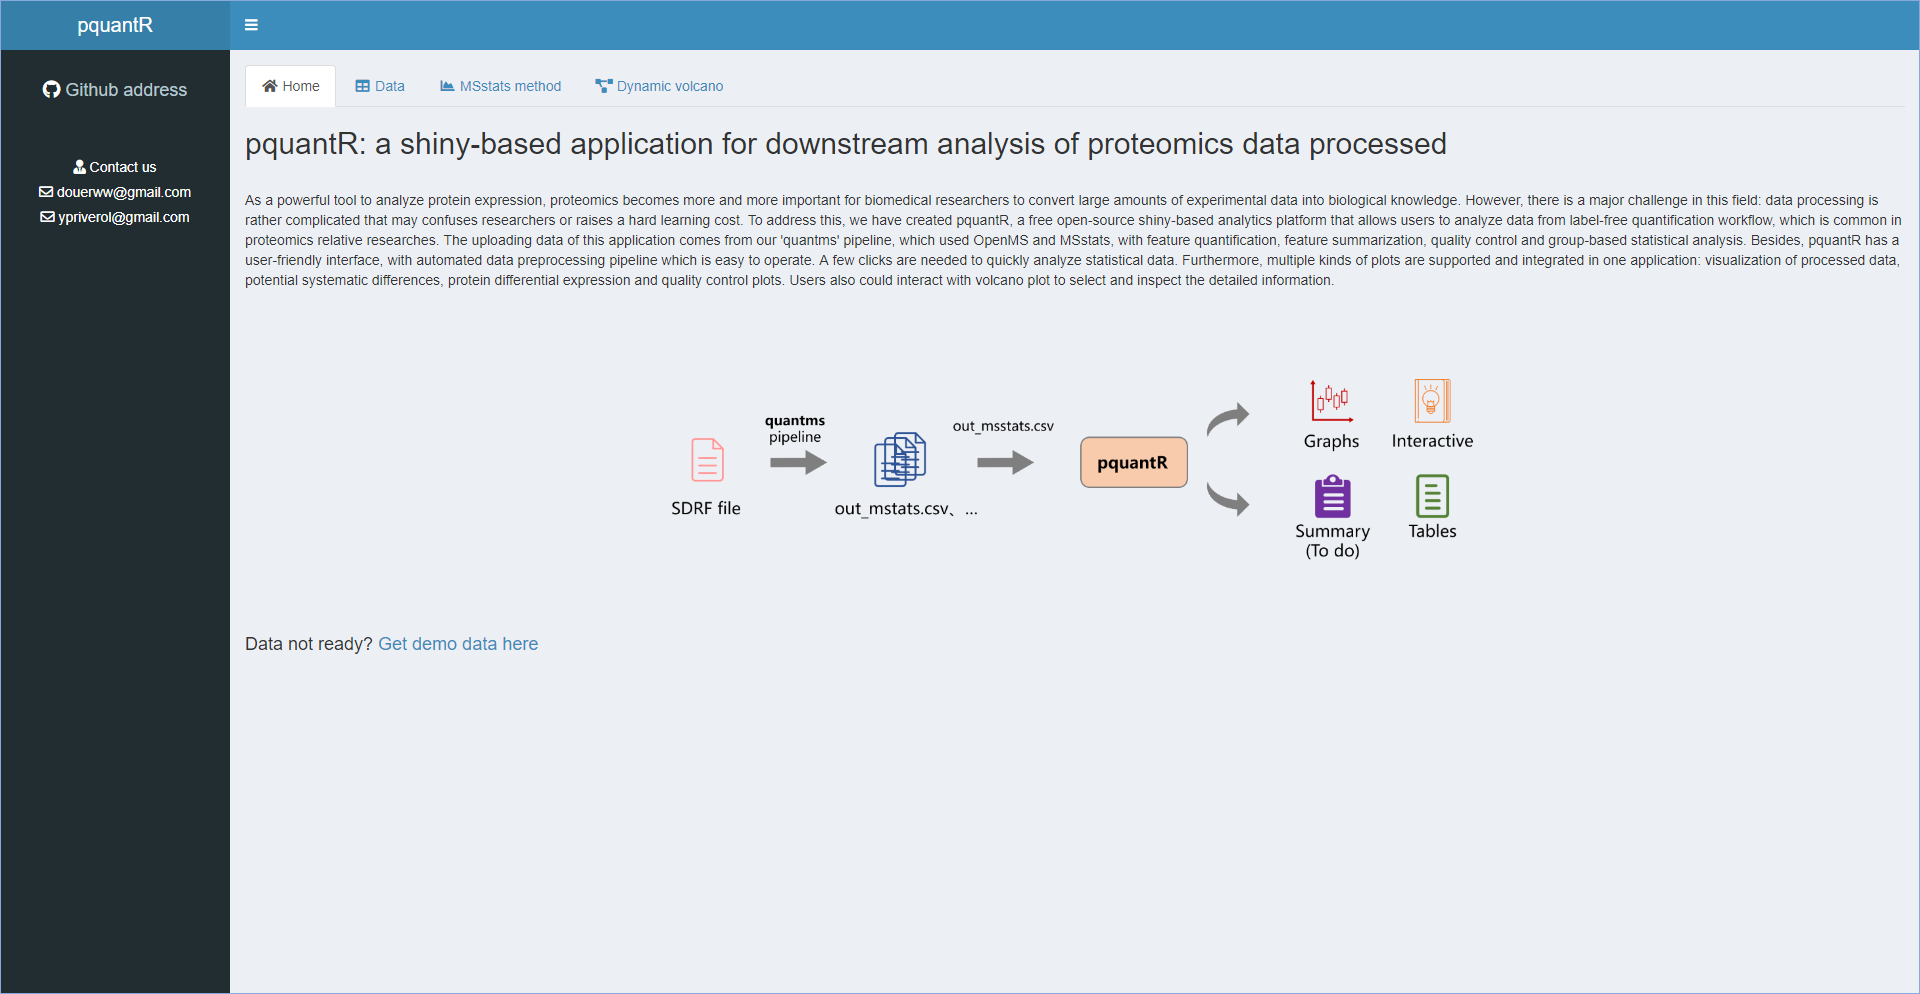 pquantR
Github address
Contact us
douerww@gmail.com
ypriverol@gmail.com
Home
Data
MSstats method
Dynamic volcano
pquantR: a shiny-based application for downstream analysis of proteomics data processed
As a powerful tool to analyze protein expression, proteomics becomes more and more important for biomedical researchers to convert large amounts of experimental data into biological knowledge. However, there is a major challenge in this field: data processing is
rather complicated that may confuses researchers or raises a hard learning cost. To address this, we have created pquantR, a free open-source shiny-based analytics platform that allows users to analyze data from label-free quantification workflow, which is common in
proteomics relative researches. The uploading data of this application comes from our 'quantms' pipeline, which used OpenMS and MSstats, with feature quantification, feature summarization, quality control and group-based statistical analysis. Besides, pquantR has a
user-friendly interface, with automated data preprocessing pipeline which is easy to operate. A few clicks are needed to quickly analyze statistical data. Furthermore, multiple kinds of plots are supported and integrated in one application: visualization of processed data,
potential systematic differences, protein differential expression and quality control plots. Users also could interact with volcano plot to select and inspect the detailed information.
SDRF file
quantms
pipeline
out_mstats.csv、...
out_msstats.csv
pquantR
Graphs
Interactive
Summary
(To do)
Tables
Data not ready? Get demo data here